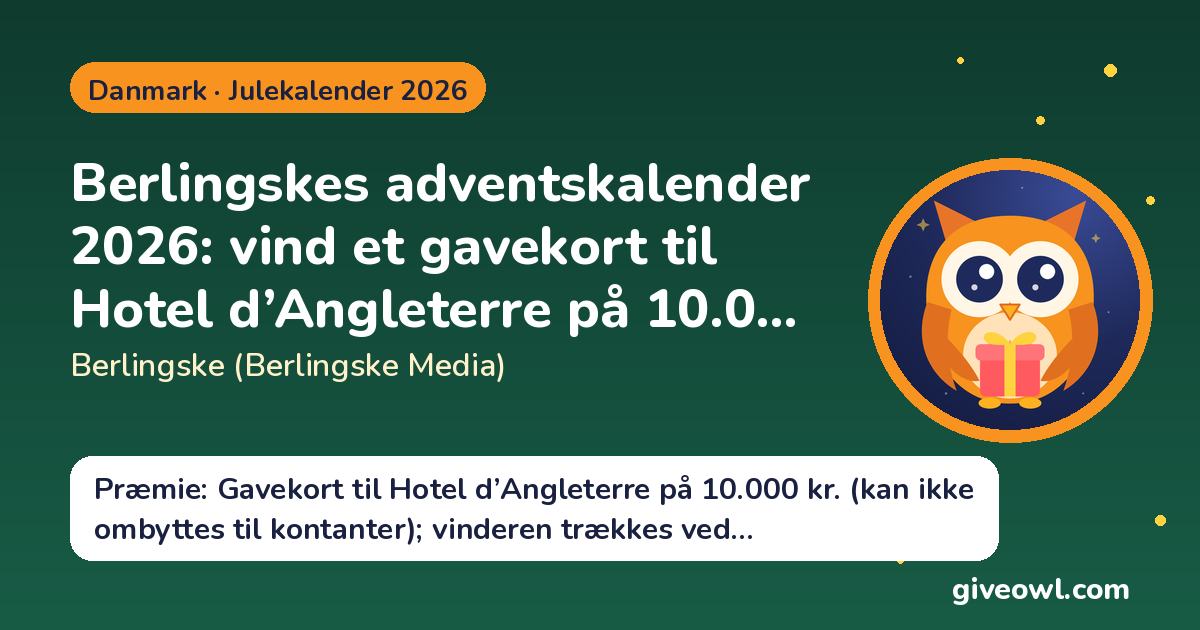 Danmark · Julekalender 2026
Berlingskes adventskalender
2026: vind et gavekort til
Hotel d’Angleterre på 10.0…
Berlingske (Berlingske Media)
Præmie: Gavekort til Hotel d’Angleterre på 10.000 kr. (kan ikke
ombyttes til kontanter); vinderen trækkes ved…
giveowl.com